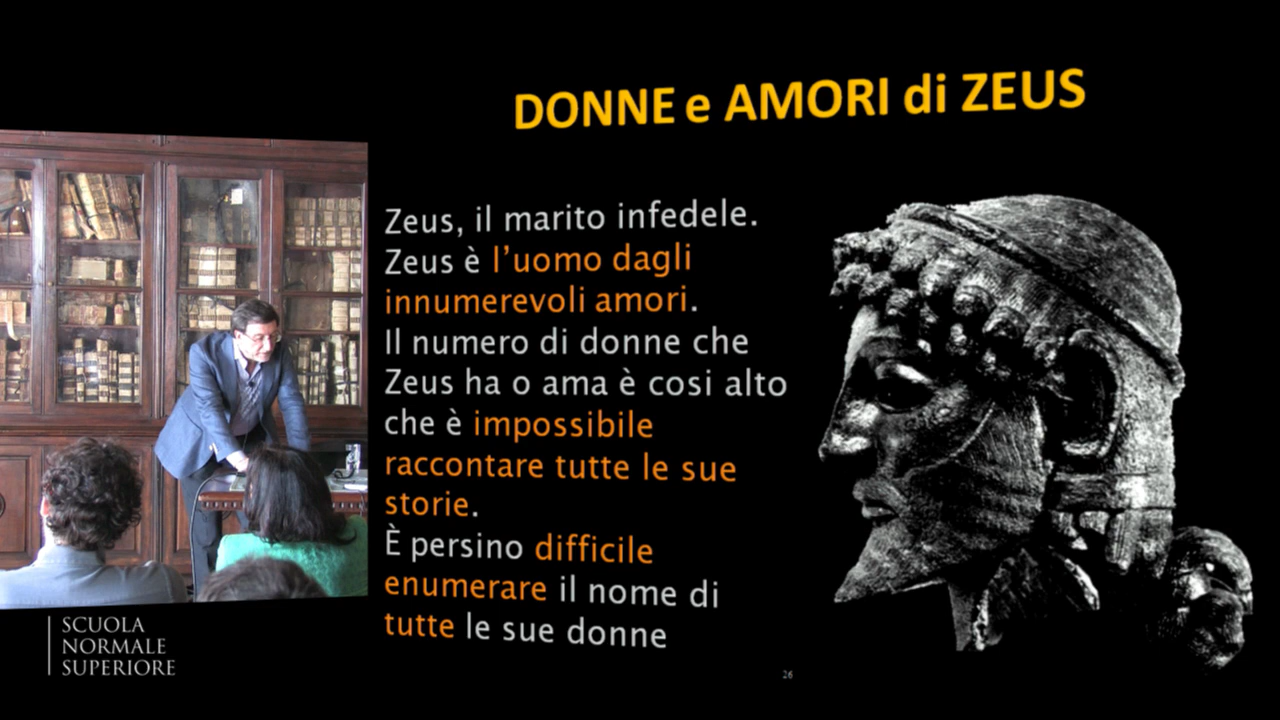 DONNE e AMORI di ZEUS
Zeus, il marito infedele.
Zeus è l’uomo dagli
innumerevoli amori.
Il numero di donne che
Zeus ha o ama è cosi alto
che è impossibile
raccontare tutte le sue
storie.
È persino difficile
enumerare il nome di
tutte le sue donne
SCUOLA
NORMALE
SUPERIORE
26